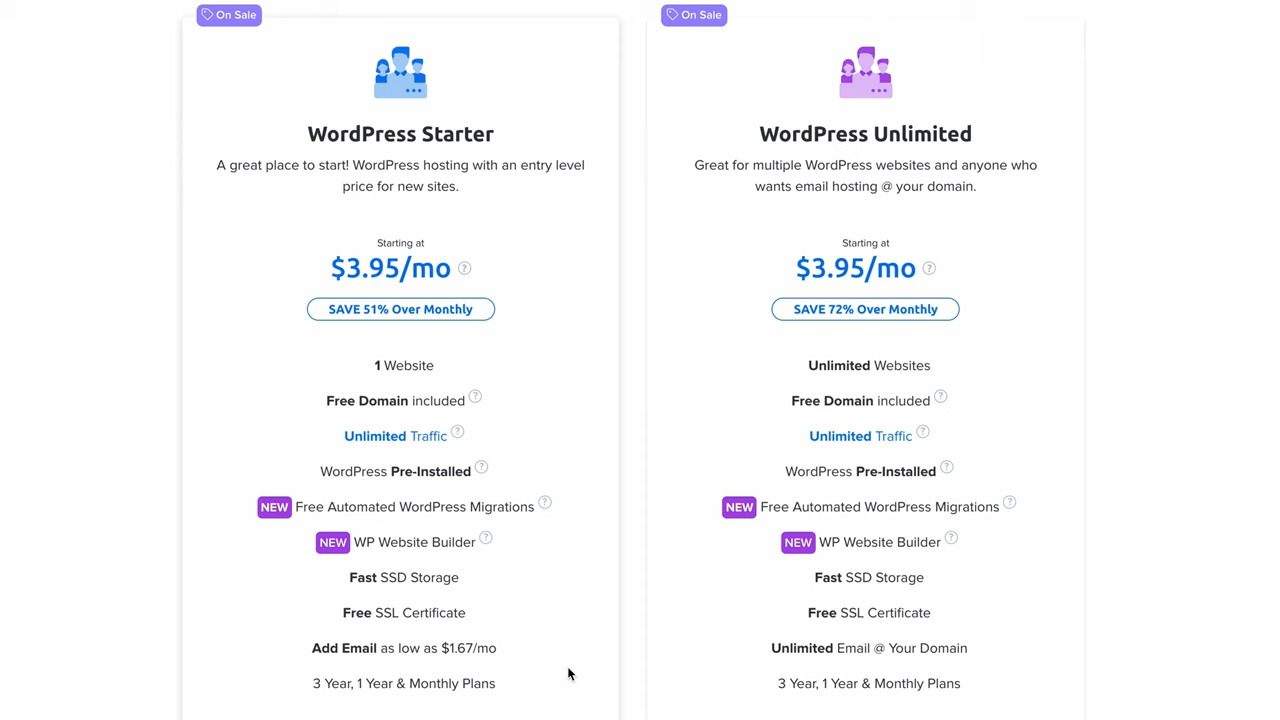 On Sale
WordPress Starter
A great place to start! WordPress hosting with an entry level
price for new sites.
Starting at
$3.95/mo ?
SAVE 51% Over Monthly
1 Website
Free Domain included ?
Unlimited Traffic ?
WordPress Pre-Installed ?
NEW Free Automated WordPress Migrations ?
NEW WP Website Builder ?
Fast SSD Storage
Free SSL Certificate
Add Email as low as $1.67/mo
3 Year, 1 Year & Monthly Plans
On Sale
WordPress Unlimited
Great for multiple WordPress websites and anyone who
wants email hosting @ your domain.
Starting at
$3.95/mo ?
SAVE 72% Over Monthly
Unlimited Websites
Free Domain included ?
Unlimited Traffic ?
WordPress Pre-Installed ?
NEW Free Automated WordPress Migrations ?
NEW WP Website Builder ?
Fast SSD Storage
Free SSL Certificate
Unlimited Email @ Your Domain
3 Year, 1 Year & Monthly Plans